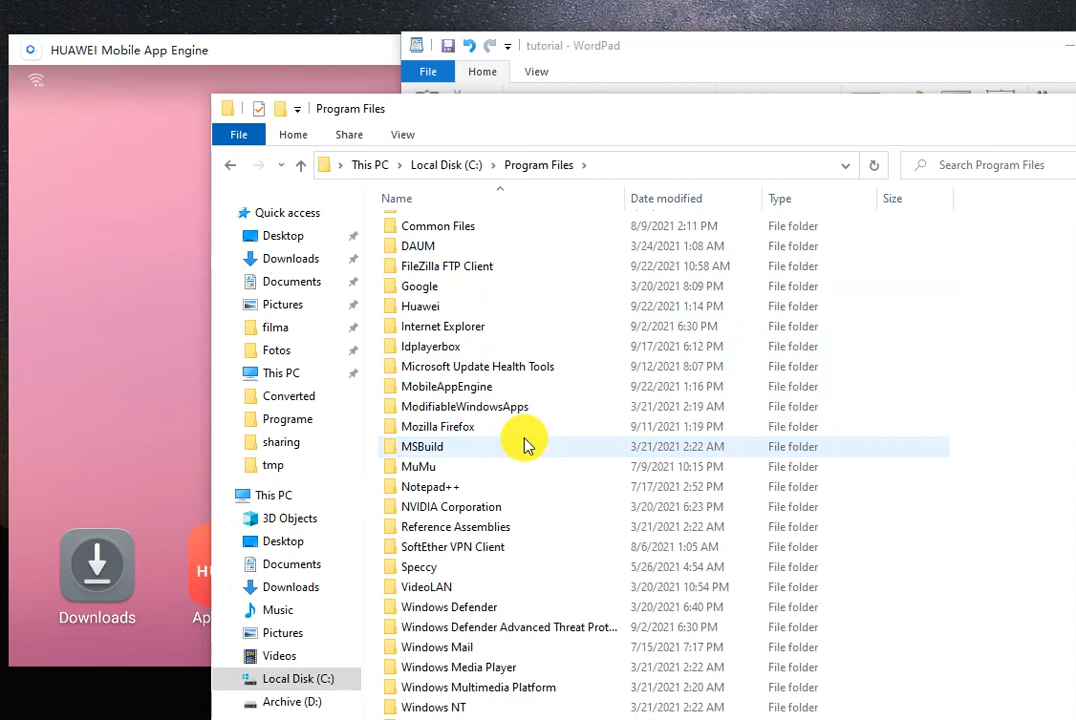 HUAWEI Mobile App Engine
tutorial - WordPad
File Home View
Program Files
File Home Share View
This PC Local Disk (C:) Program Files
Search Program Files
Name Date modified Type Size
Quick access
Desktop
Downloads
Documents
Pictures
filma
Fotos
This PC
Converted
Programe
sharing
tmp
This PC
3D Objects
Desktop
Documents
Downloads
Music
Pictures
Videos
Local Disk (C:)
Archive (D:)
Common Files 8/9/2021 2:11 PM File folder
DAUM 3/24/2021 1:08 AM File folder
FileZilla FTP Client 9/22/2021 10:58 AM File folder
Google 3/20/2021 8:09 PM File folder
Huawei 9/22/2021 1:14 PM File folder
Internet Explorer 9/2/2021 6:30 PM File folder
ldplayerbox 9/17/2021 6:12 PM File folder
Microsoft Update Health Tools 9/12/2021 8:07 PM File folder
MobileAppEngine 9/22/2021 1:16 PM File folder
ModifiableWindowsApps 3/21/2021 2:19 AM File folder
Mozilla Firefox 9/11/2021 1:19 PM File folder
MSBuild 3/21/2021 2:22 AM File folder
MuMu 7/9/2021 10:15 PM File folder
Notepad++ 7/17/2021 2:52 PM File folder
NVIDIA Corporation 3/20/2021 6:23 PM File folder
Reference Assemblies 3/21/2021 2:22 AM File folder
SoftEther VPN Client 8/6/2021 1:05 AM File folder
Speccy 5/26/2021 4:54 AM File folder
VideoLAN 3/20/2021 10:54 PM File folder
Windows Defender 3/20/2021 6:40 PM File folder
Windows Defender Advanced Threat Prot... 9/2/2021 6:30 PM File folder
Windows Mail 7/15/2021 7:17 PM File folder
Windows Media Player 3/21/2021 2:22 AM File folder
Windows Multimedia Platform 3/21/2021 2:20 AM File folder
Windows NT 3/21/2021 2:22 AM File folder
HU
Downloads
Ap